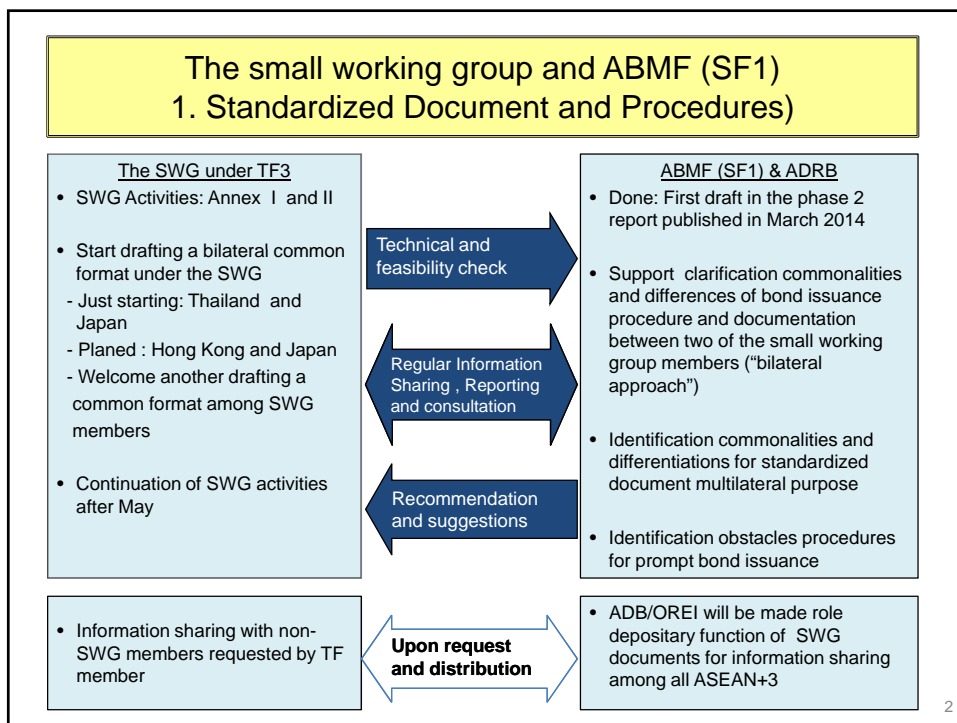 The small working group and ABMF (SF1)
1. Standardized Document and Procedures)
The SWG under TF3
• SWG Activities: Annex I and II
• Start drafting a bilateral common
format under the SWG
- Just starting: Thailand and
Japan
- Planed : Hong Kong and Japan
- Welcome another drafting a
common format among SWG
members
• Continuation of SWG activities
after May
Technical and
feasibility check
Regular Information
Sharing , Reporting
and consultation
Recommendation
and suggestions
ABMF (SF1) & ADRB
• Done: First draft in the phase 2
report published in March 2014
• Support clarification commonalities
and differences of bond issuance
procedure and documentation
between two of the small working
group members (“bilateral
approach”)
• Identification commonalities and
differentiations for standardized
document multilateral purpose
• Identification obstacles procedures
for prompt bond issuance
• Information sharing with non-
SWG members requested by TF
member
Upon request
and distribution
• ADB/OREI will be made role
depositary function of SWG
documents for information sharing
among all ASEAN+3
2